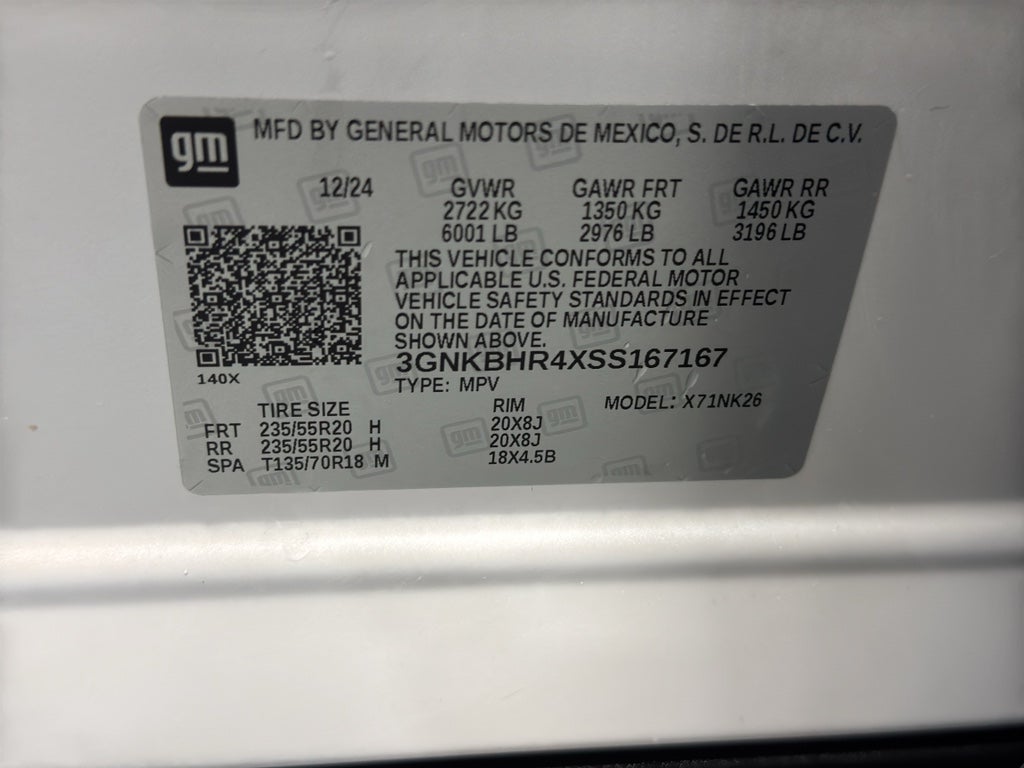 gm MFD BY GENERAL MOTORS DE MEXICO, S. DE R.L. DE C.V.
12/24 GVWR GAWR FRT GAWR RR
2722 KG 1350 KG 1450 KG
6001 LB 2976 LB 3196 LB
THIS VEHICLE CONFORMS TO ALL
APPLICABLE U.S. FEDERAL MOTOR
VEHICLE SAFETY STANDARDS IN EFFECT
ON THE DATE OF MANUFACTURE
SHOWN ABOVE.
3GNKBHR4XSS167167
140X TYPE: MPV
TIRE SIZE RIM MODEL: X71NK26
FRT 235/55R20 H 20X8J
RR 235/55R20 H 20X8J
SPA T135/70R18 M 18X4.5B